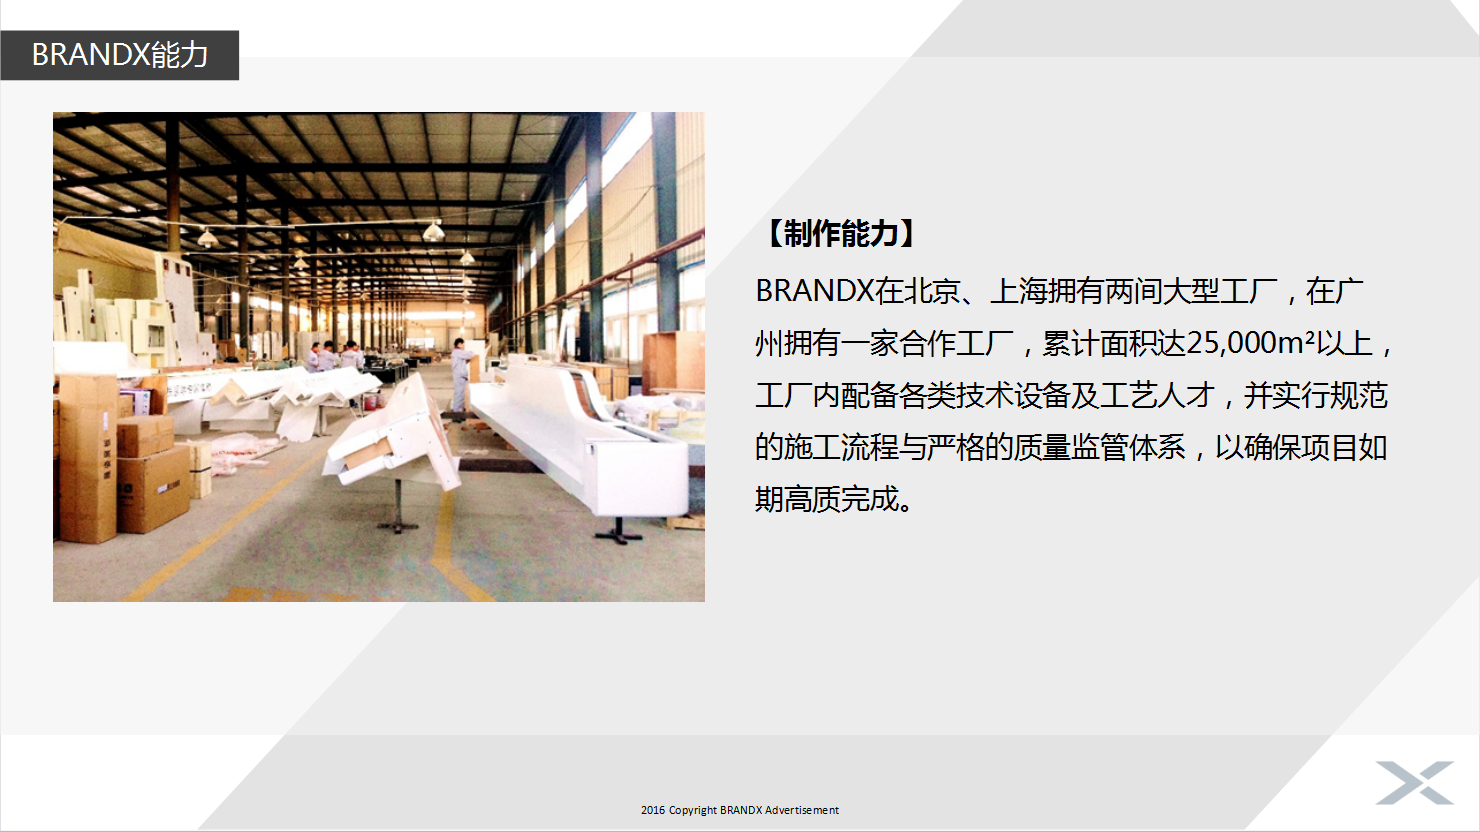 BRANDX能力
【制作能力】
BRANDX在北京、上海拥有两间大型工厂，在广
州拥有一家合作工厂，累计面积达25,000m²以上，
工厂内配备各类技术设备及工艺人才，并实行规范
的施工流程与严格的质量监管体系，以确保项目如
期高质完成。
2016 Copyright BRANDX Advertisement